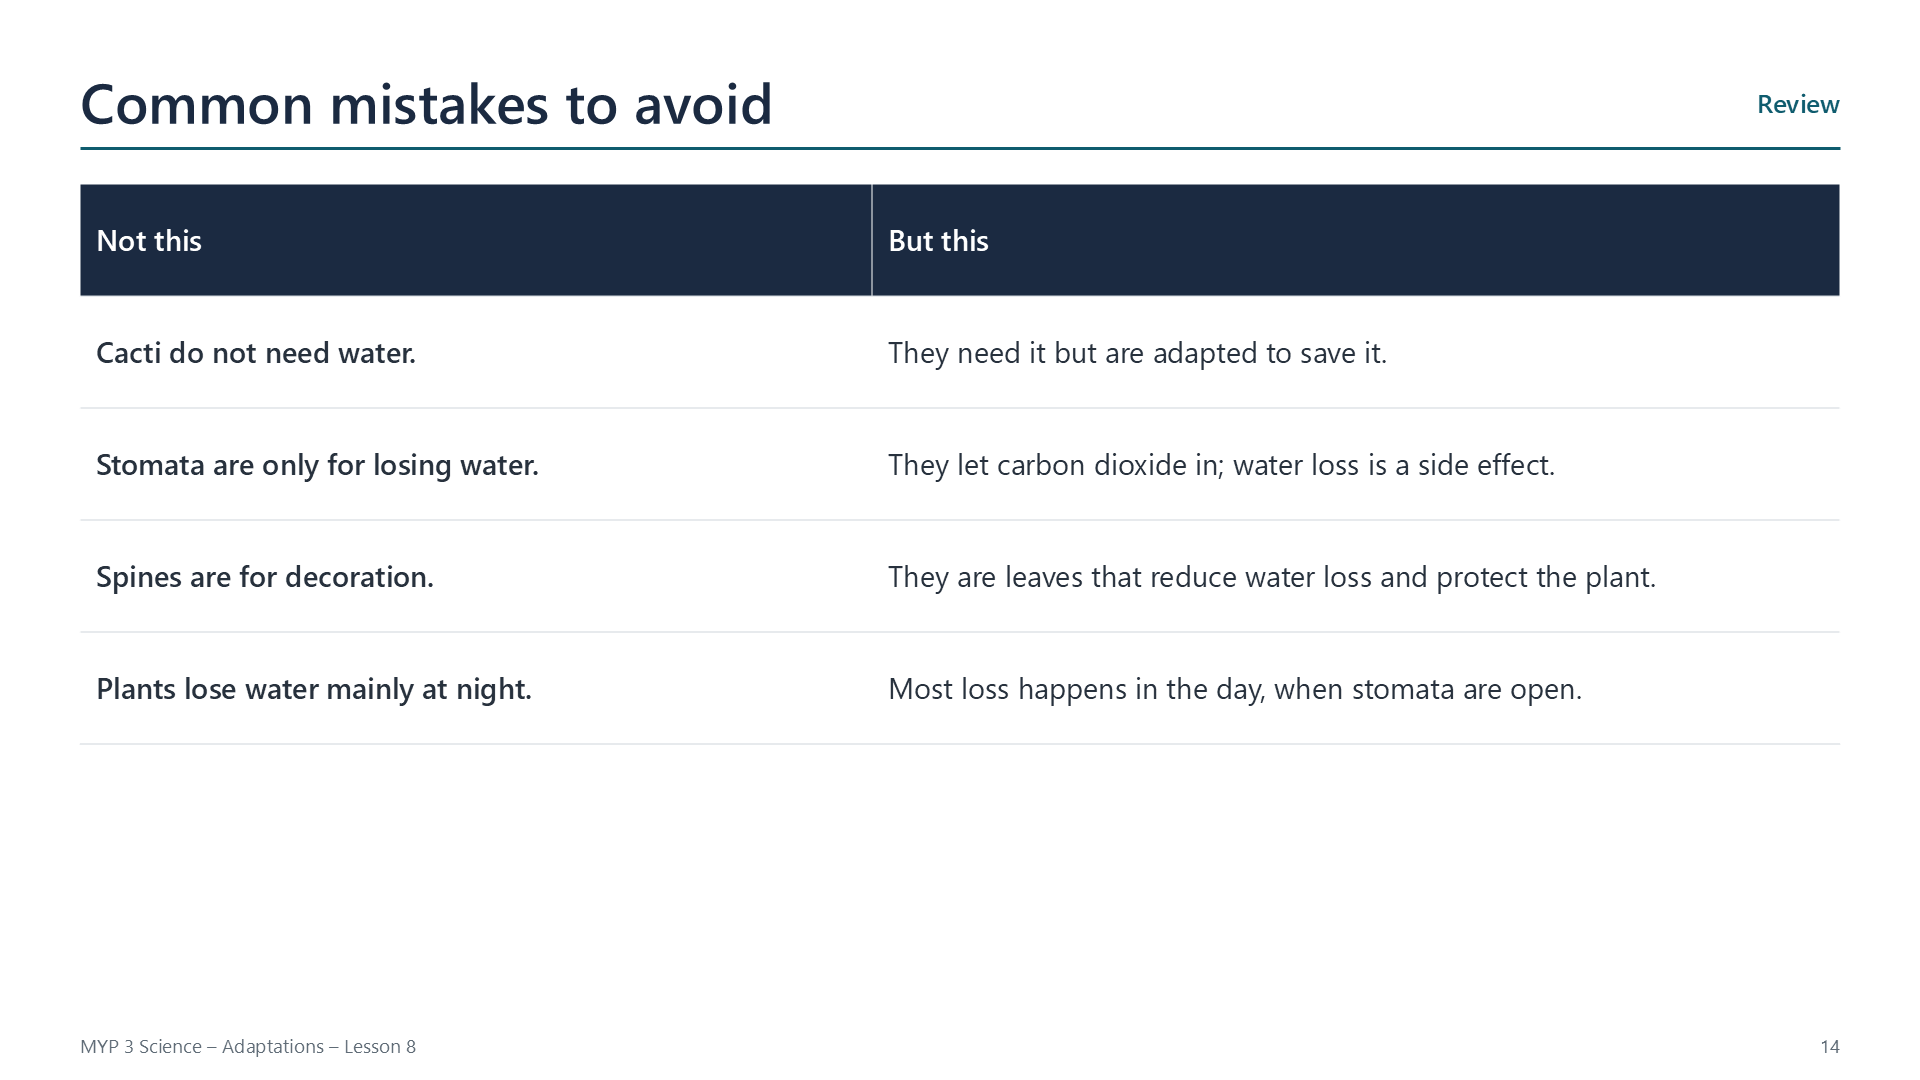 Common mistakes to avoid
Review
Not this
But this
Cacti do not need water.
They need it but are adapted to save it.
Stomata are only for losing water.
They let carbon dioxide in; water loss is a side effect.
Spines are for decoration.
They are leaves that reduce water loss and protect the plant.
Plants lose water mainly at night.
Most loss happens in the day, when stomata are open.
MYP 3 Science – Adaptations – Lesson 8
14